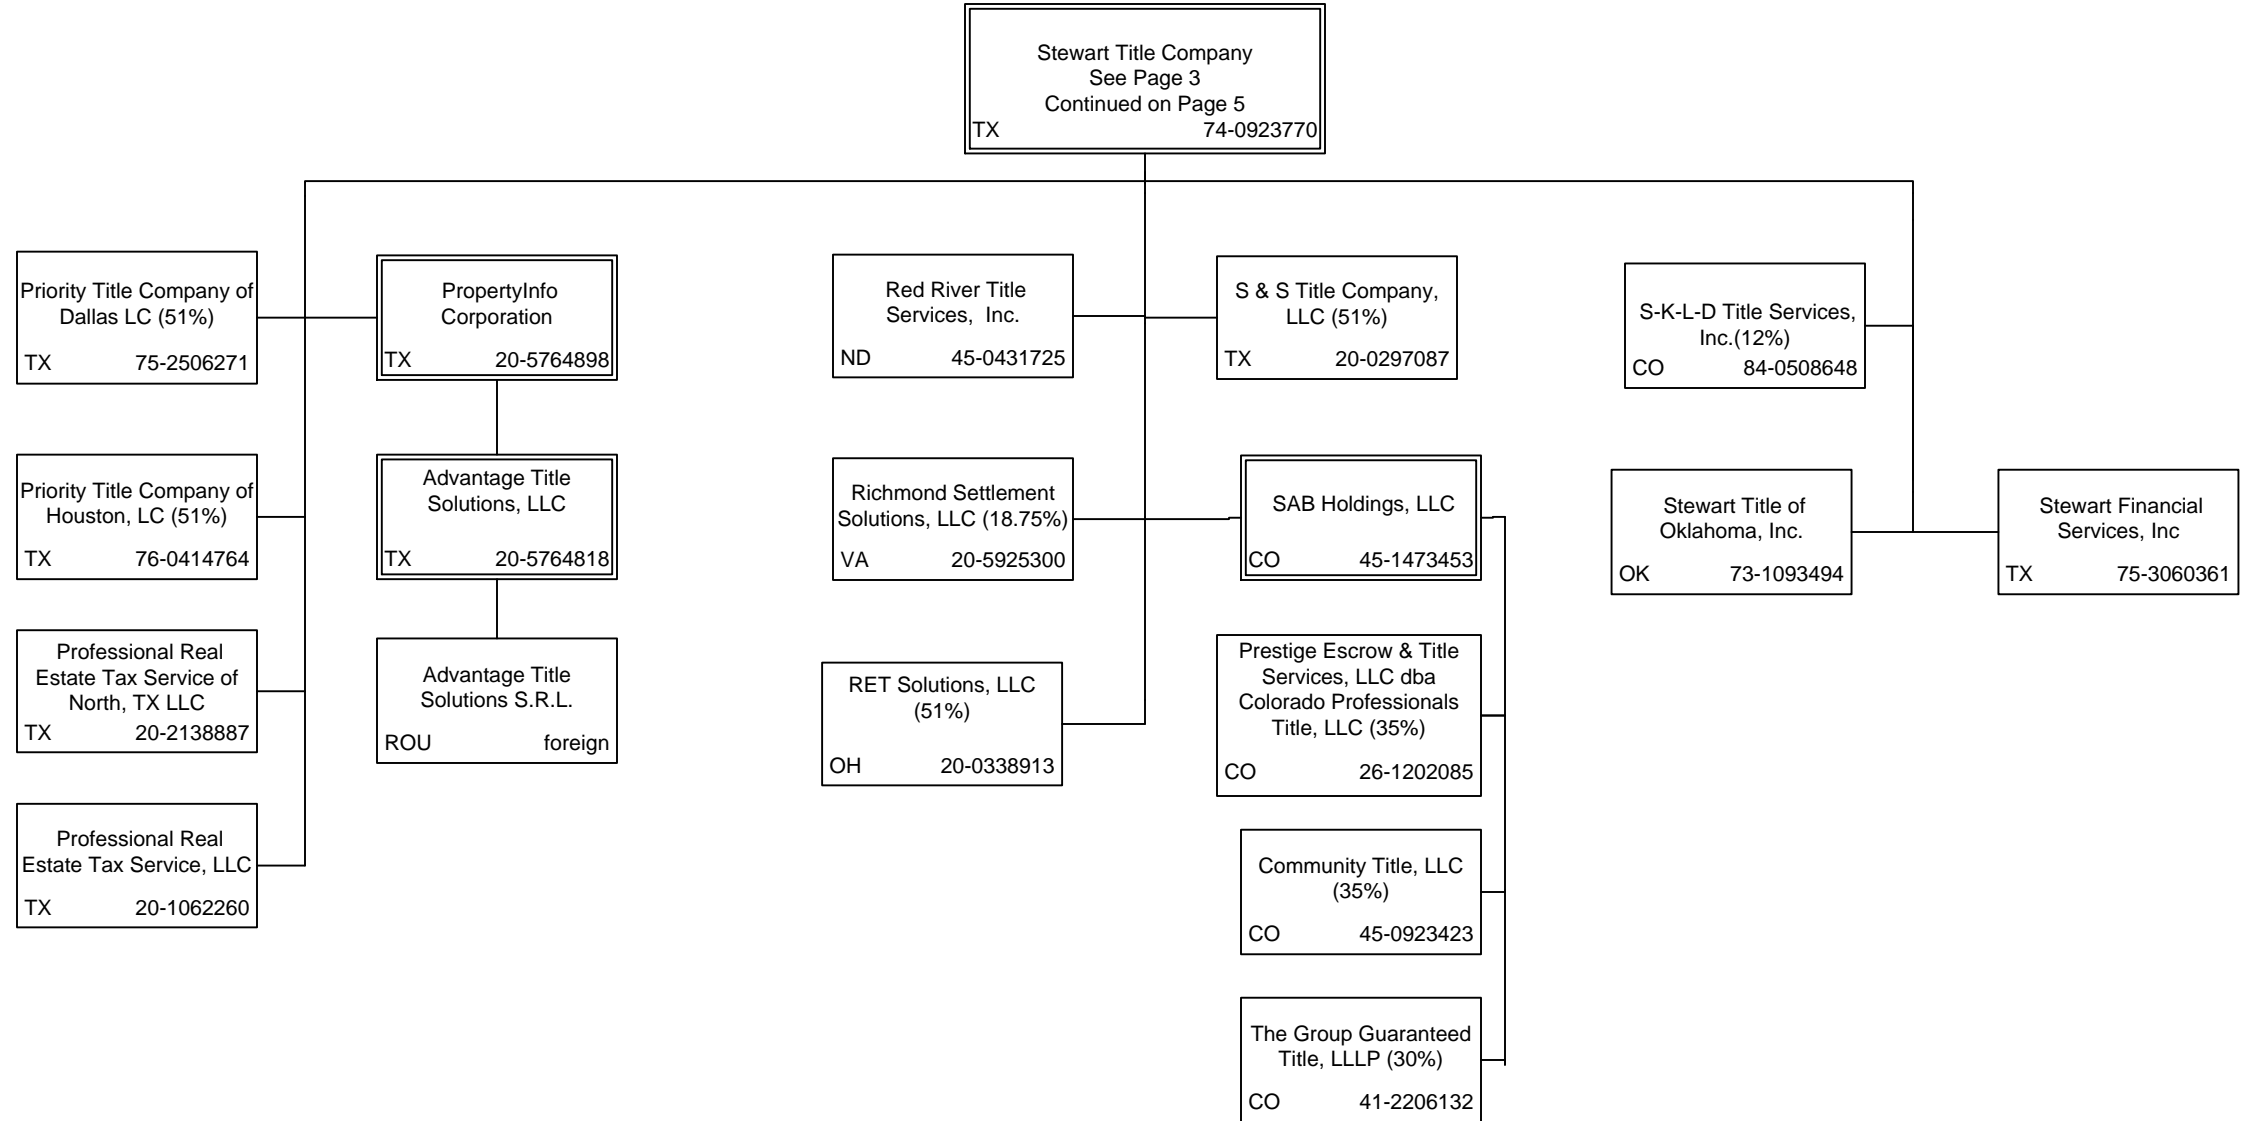 Stewart Title Company
See Page 3
Continued on Page 5
TX 74-0923770
Priority Title Company of
Dallas LC (51%)
TX 75-2506271
PropertyInfo
Corporation
TX 20-5764898
Red River Title
Services, Inc.
ND 45-0431725
S & S Title Company,
LLC (51%)
TX 20-0297087
S-K-L-D Title Services,
Inc.(12%)
CO 84-0508648
Priority Title Company of
Houston, LC (51%)
TX 76-0414764
Advantage Title
Solutions, LLC
TX 20-5764818
Richmond Settlement
Solutions, LLC (18.75%)
VA 20-5925300
SAB Holdings, LLC
CO 45-1473453
Stewart Title of
Oklahoma, Inc.
OK 73-1093494
Stewart Financial
Services, Inc
TX 75-3060361
Professional Real
Estate Tax Service of
North, TX LLC
TX 20-2138887
Advantage Title
Solutions S.R.L.
ROU foreign
RET Solutions, LLC
(51%)
OH 20-0338913
Prestige Escrow & Title
Services, LLC dba
Colorado Professionals
Title, LLC (35%)
CO 26-1202085
Professional Real
Estate Tax Service, LLC
TX 20-1062260
Community Title, LLC
(35%)
CO 45-0923423
The Group Guaranteed
Title, LLLP (30%)
CO 41-2206132